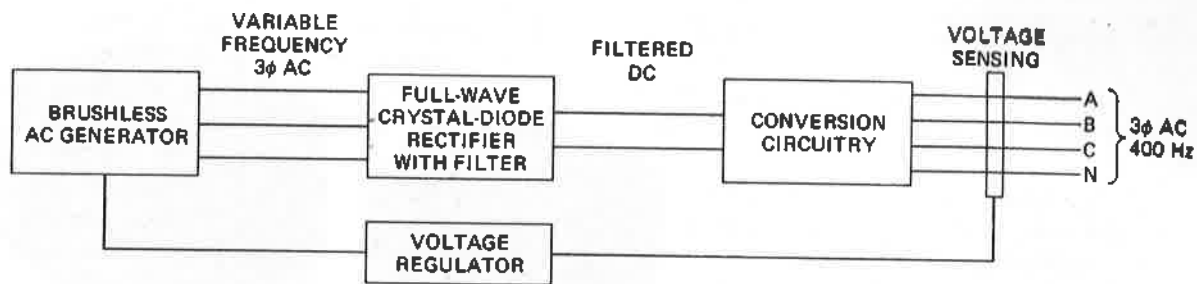 VARIABLE
FREQUENCY
3ϕ AC
FILTERED
DC
VOLTAGE
SENSING
BRUSHLESS
AC GENERATOR
FULL-WAVE
CRYSTAL-DIODE
RECTIFIER
WITH FILTER
CONVERSION
CIRCUITRY
A
B
C
N
3ϕ AC
400 Hz
VOLTAGE
REGULATOR